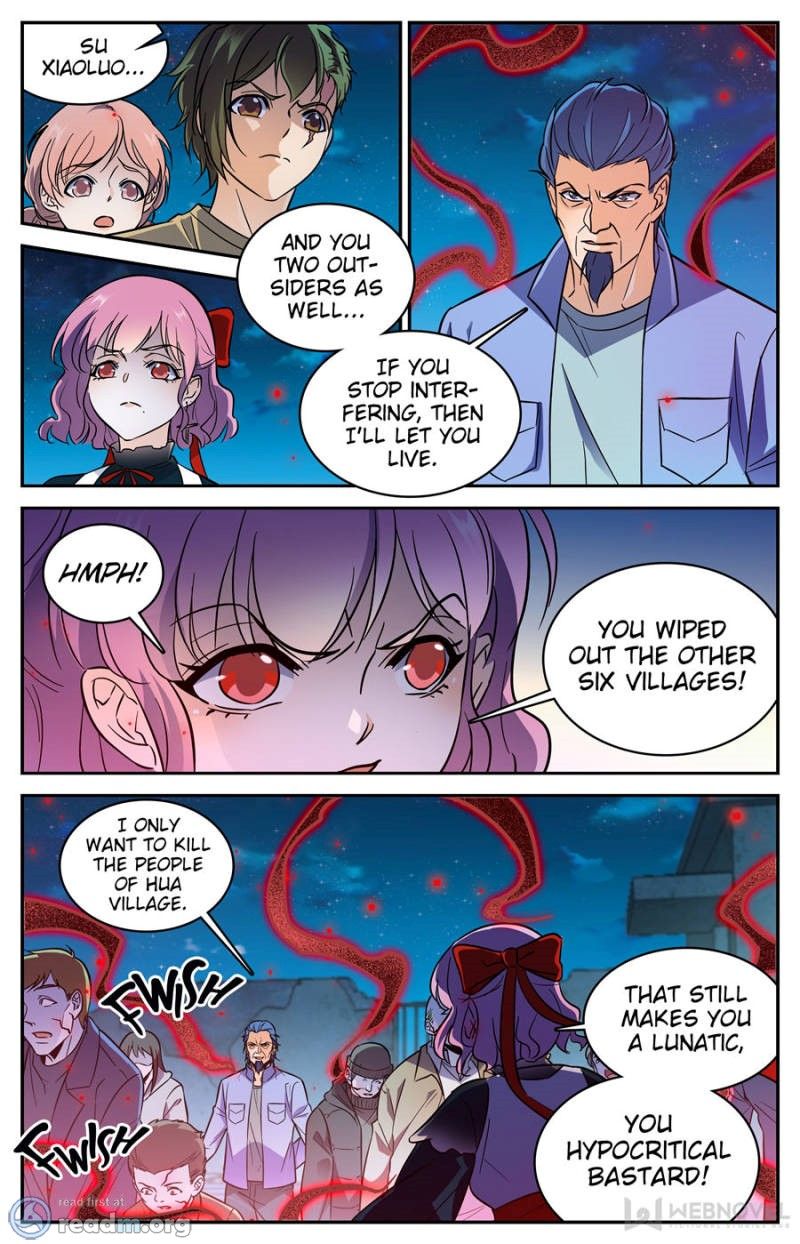 SU
XIAOLUO...
AND YOU
TWO OUT-
SIDERS AS
WELL...
IF YOU
STOP INTER-
FERING, THEN
I'LL LET YOU
LIVE.
HMPH!
YOU WIPED
OUT THE OTHER
SIX VILLAGES!
I ONLY
WANT TO KILL
THE PEOPLE
OF HUA
VILLAGE.
FWISH
THAT STILL
MAKES YOU
A LUNATIC,
FWISH
YOU
HYPOCRITICAL
BASTARD!
read first at
readm.org
WEBNOVEL